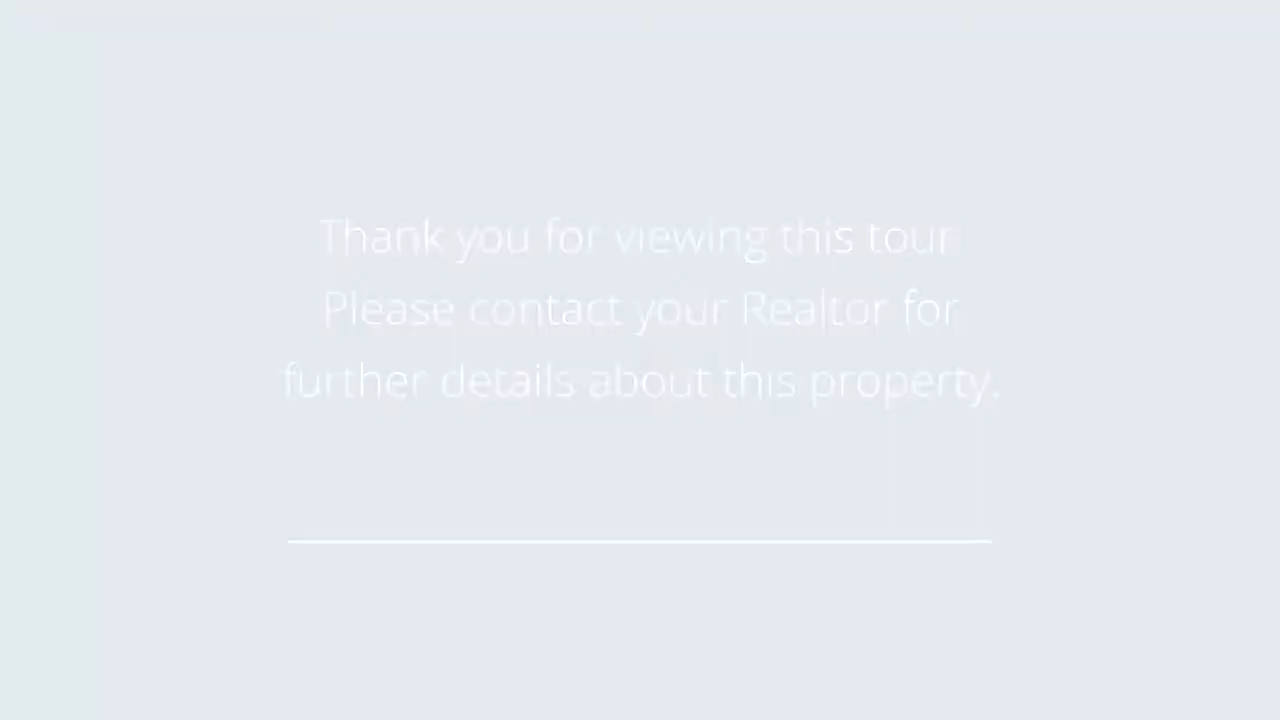 Thank you for viewing this tour
Please contact your Realtor for
further details about this property.